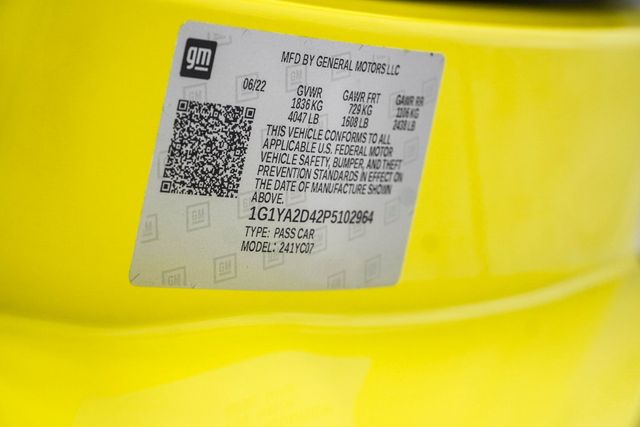 gm
MFD BY GENERAL MOTORS LLC
06/22 GVWR GAWR FRT GAWR RR
1836 KG 729 KG 1106 KG
4047 LB 1608 LB 2438 LB
THIS VEHICLE CONFORMS TO ALL
APPLICABLE U.S. FEDERAL MOTOR
VEHICLE SAFETY, BUMPER, AND THEFT
PREVENTION STANDARDS IN EFFECT ON
THE DATE OF MANUFACTURE SHOWN
ABOVE.
1G1YA2D42P5102964
TYPE: PASS CAR
MODEL: 241YC07